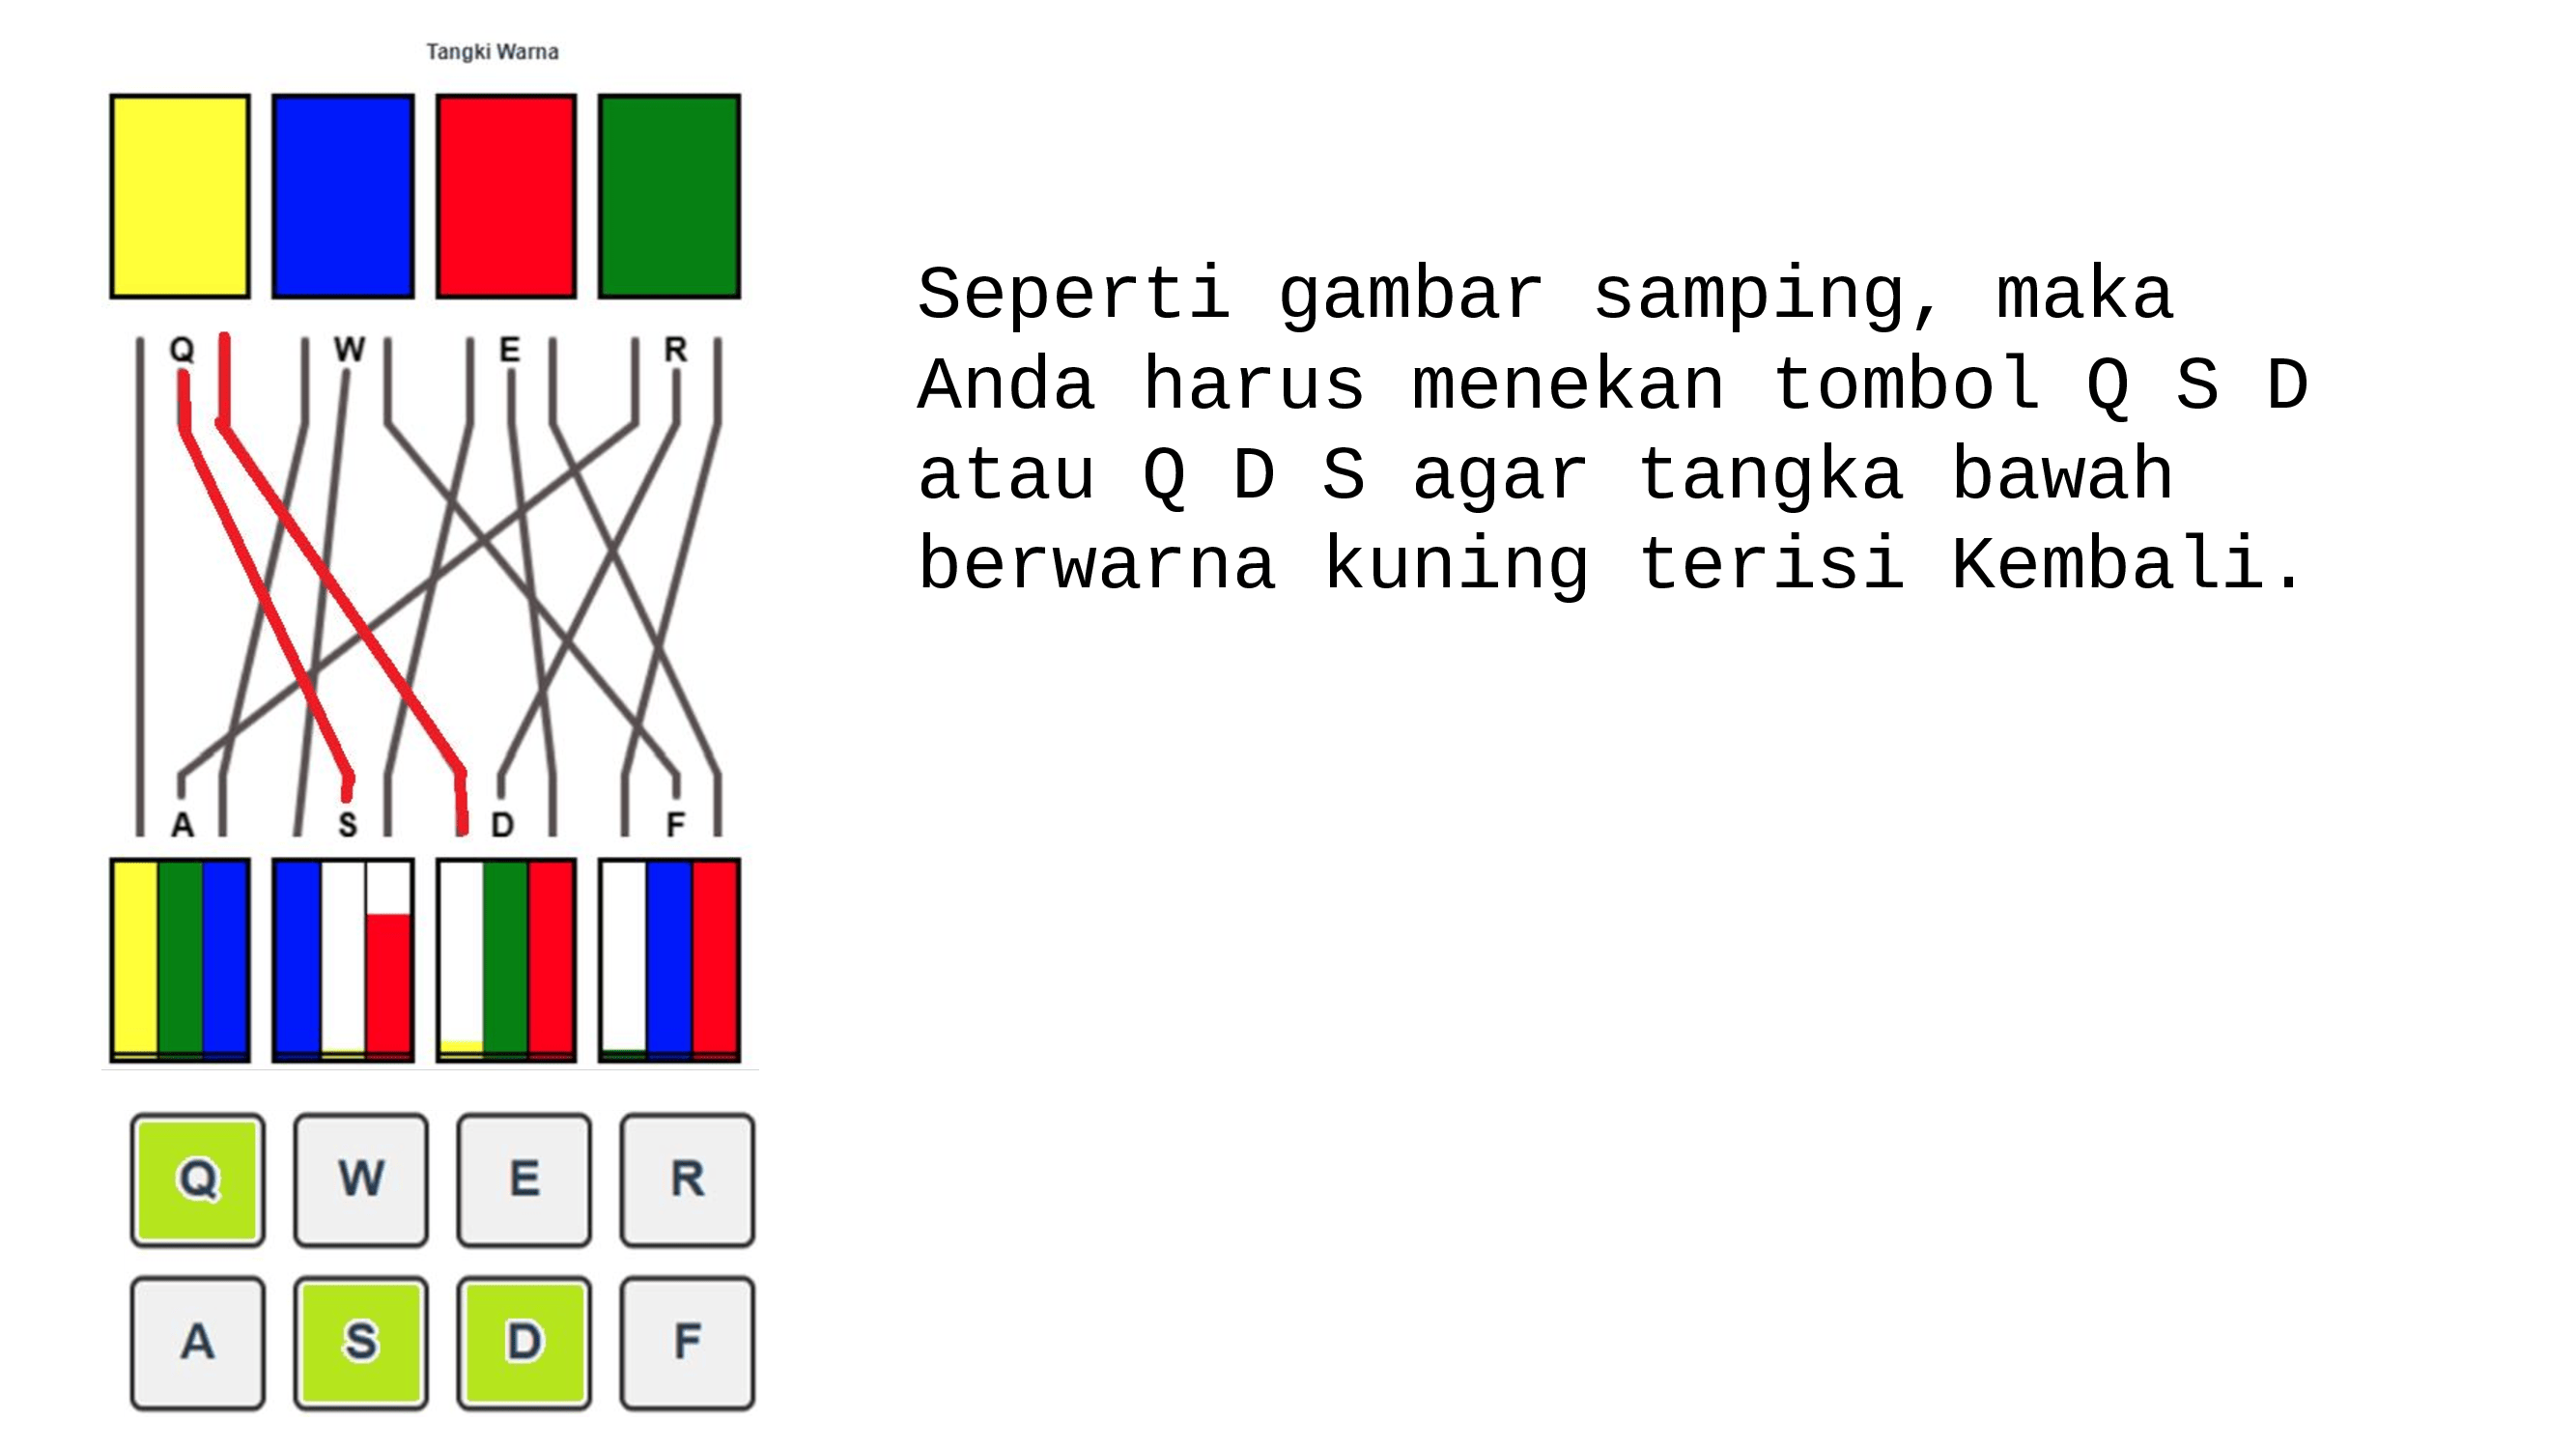 Tangki Warna
Q W E R
A S D F
Q W E R
A S D F
Seperti gambar samping, maka
Anda harus menekan tombol Q S D
atau Q D S agar tangka bawah
berwarna kuning terisi Kembali.